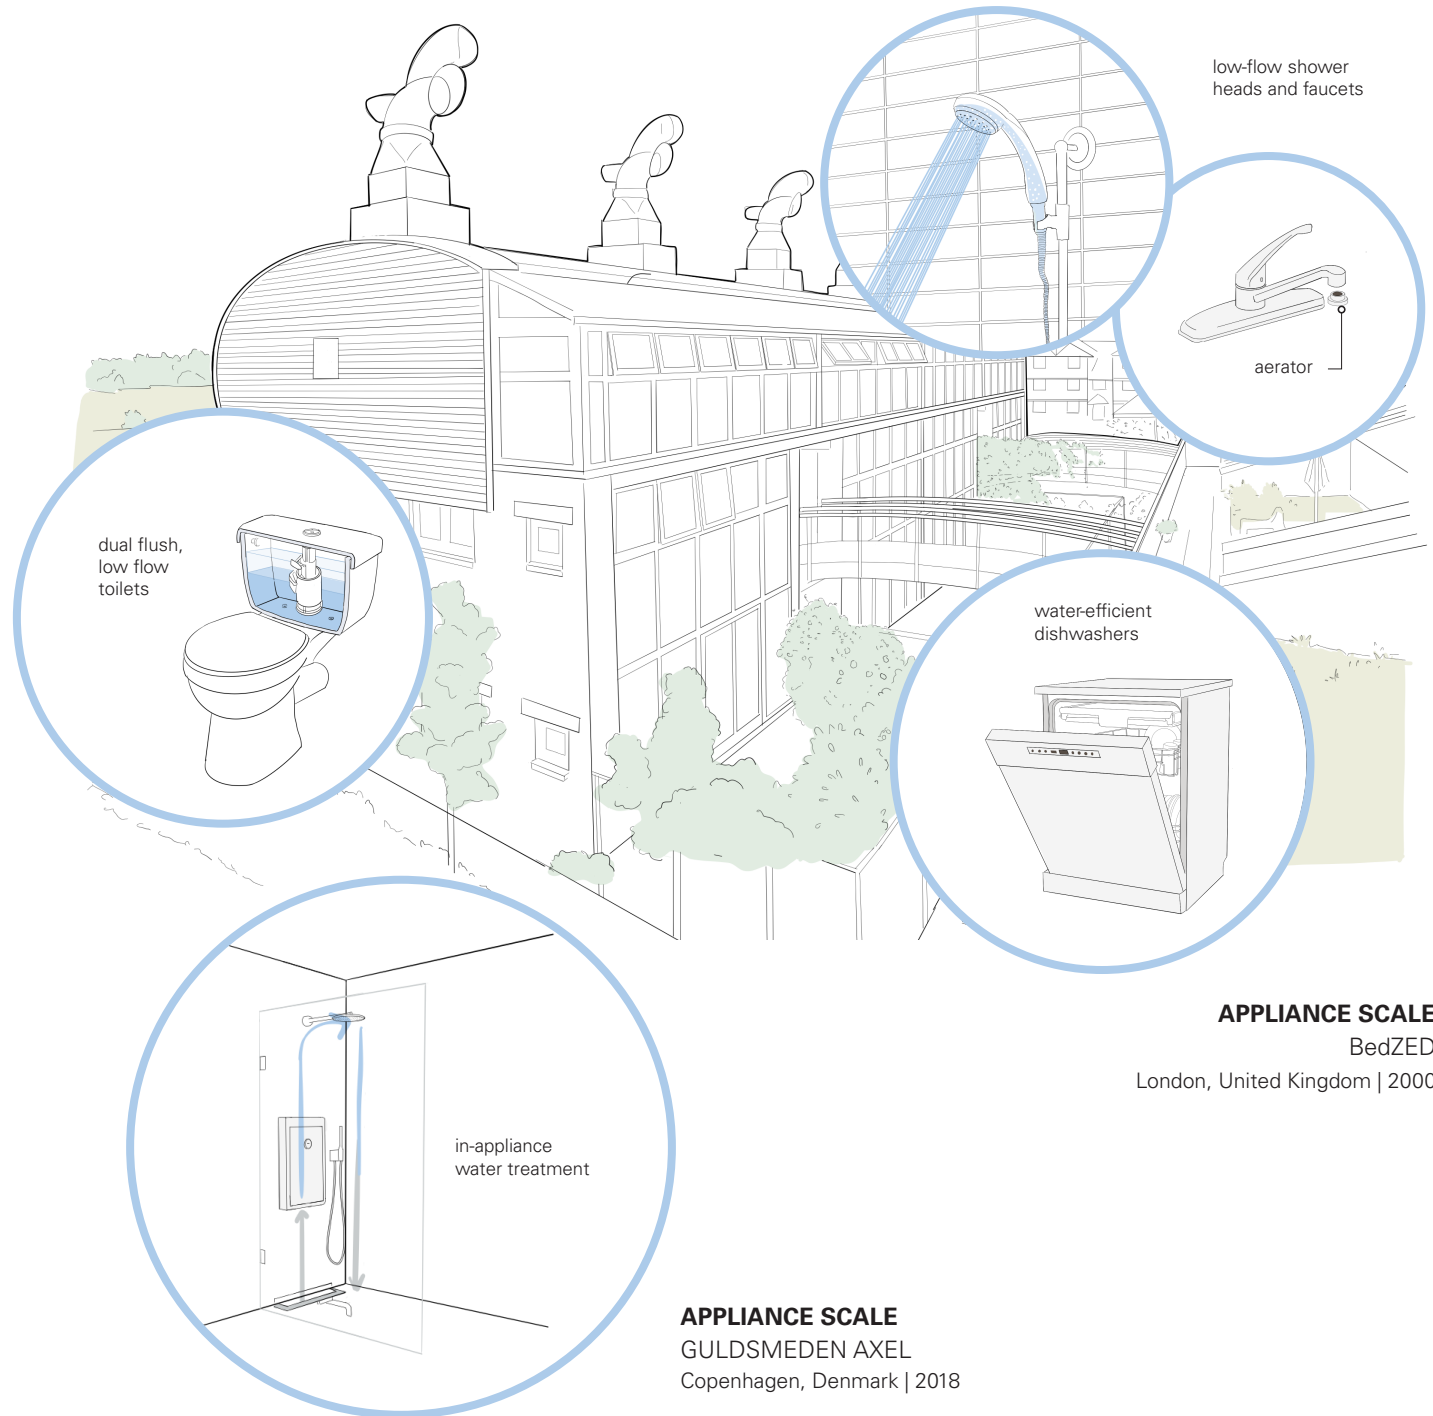 low-flow shower
heads and faucets
aerator
dual flush,
low flow
toilets
water-efficient
dishwashers
APPLIANCE SCALE
BedZED
London, United Kingdom | 2000
in-appliance
water treatment
APPLIANCE SCALE
GULDSMEDEN AXEL
Copenhagen, Denmark | 2018